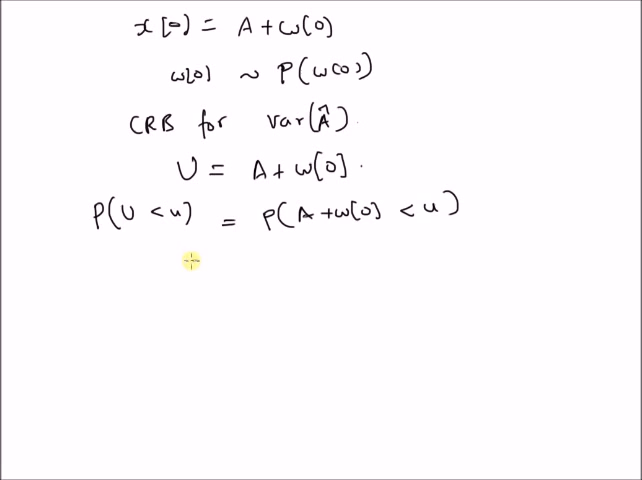 x[0] = A + w[0]
w[0] ~ P(w[0])
CRB for var(Â).
U = A + w[0].
P(U < u) = P(A + w[0] < u)